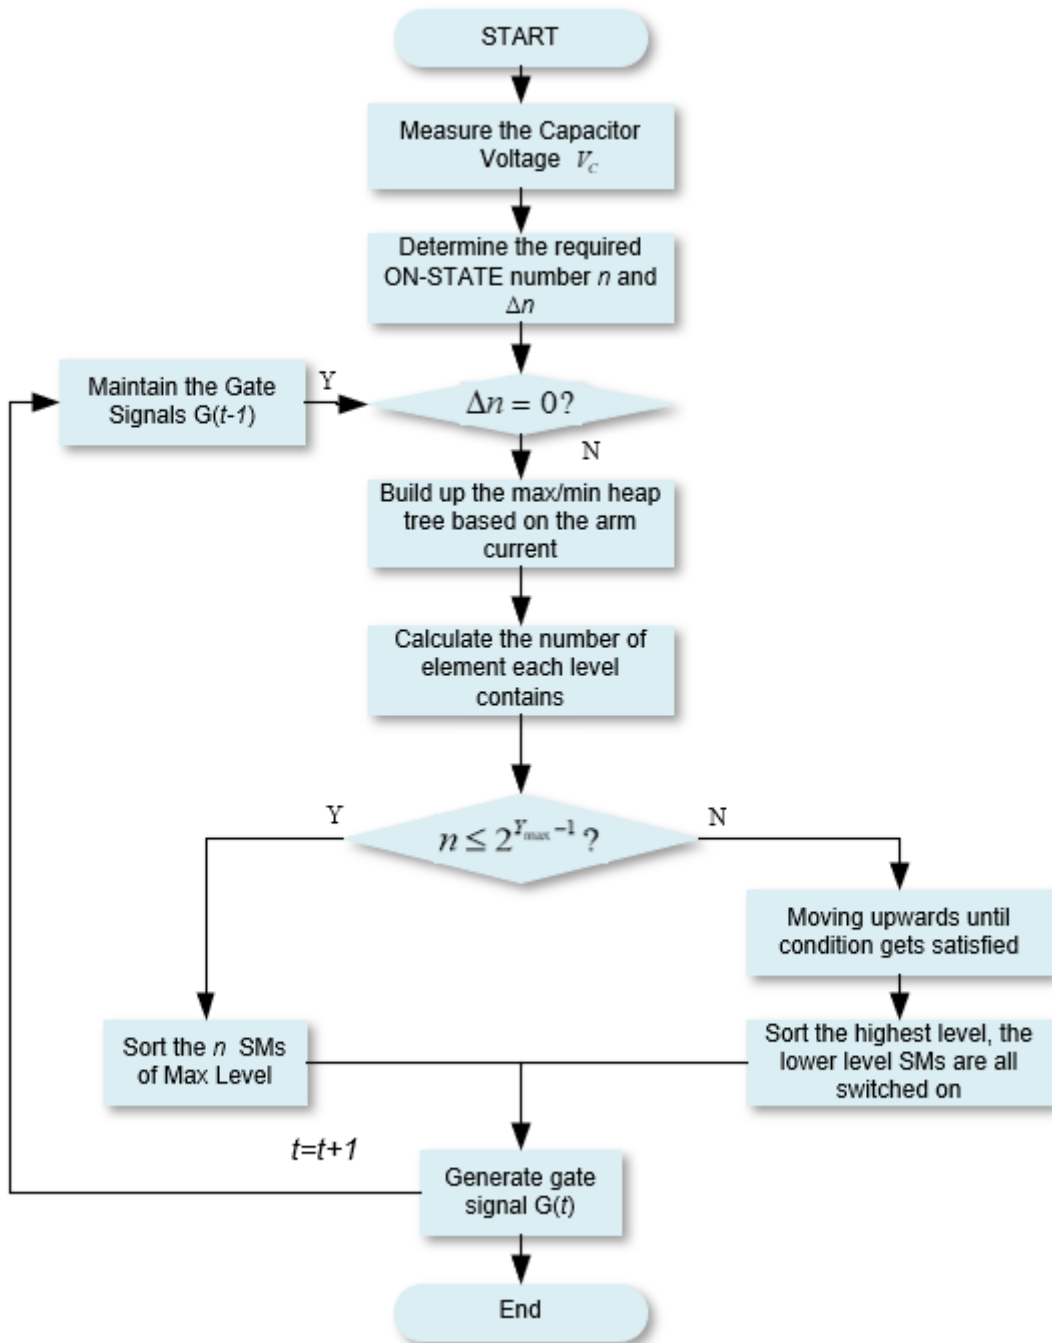 START
Measure the Capacitor
Voltage V_C
Determine the required
ON-STATE number n and
Δn
Maintain the Gate
Signals G(t-1)
Y
Δn = 0?
N
Build up the max/min heap
tree based on the arm
current
Calculate the number of
element each level
contains
Y
n ≤ 2^{Y_{max}-1}?
N
Moving upwards until
condition gets satisfied
Sort the n SMs
of Max Level
Sort the highest level, the
lower level SMs are all
switched on
t=t+1
Generate gate
signal G(t)
End